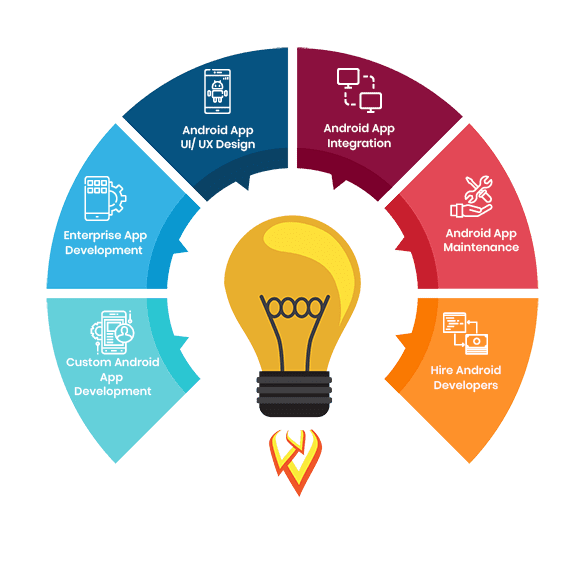 Android App
UI/ UX Design
Android App
Integration
Enterprise App
Development
Android App
Maintenance
Custom Android
App
Development
Hire Android
Developers